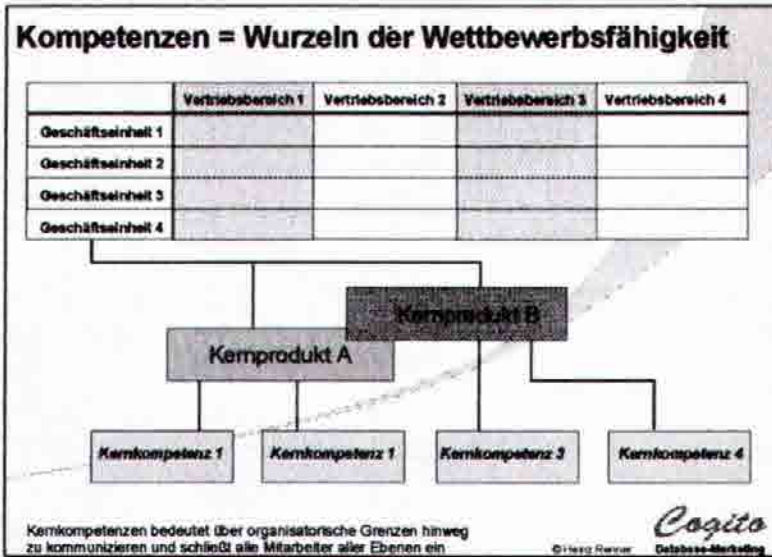 Kompetenzen = Wurzeln der Wettbewerbsfähigkeit
Vertriebsbereich 1 Vertriebsbereich 2 Vertriebsbereich 3 Vertriebsbereich 4
Geschäftseinheit 1
Geschäftseinheit 2
Geschäftseinheit 3
Geschäftseinheit 4
Kernprodukt B
Kernprodukt A
Kernkompetenz 1 Kernkompetenz 1 Kernkompetenz 3 Kernkompetenz 4
Kernkompetenzen bedeutet über organisatorische Grenzen hinweg
zu kommunizieren und schließt alle Mitarbeiter aller Ebenen ein
Cogito
©
Database-Marketing